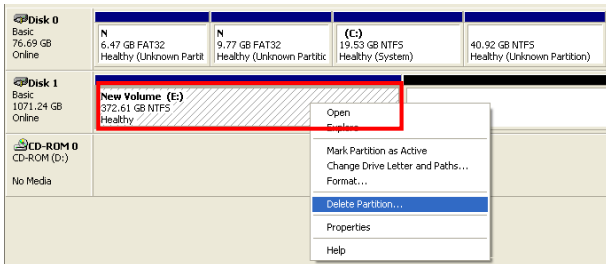 Disk 0
Basic
76.69 GB
Online
N
6.47 GB FAT32
Healthy (Unknown Partit
N
9.77 GB FAT32
Healthy (Unknown Partitic
(C:)
19.53 GB NTFS
Healthy (System)
40.92 GB NTFS
Healthy (Unknown Partition)
Disk 1
Basic
1071.24 GB
Online
New Volume (E:)
372.61 GB NTFS
Healthy
CD-ROM 0
CD-ROM (D:)
No Media
Open
Explore
Mark Partition as Active
Change Drive Letter and Paths...
Format...
Delete Partition...
Properties
Help